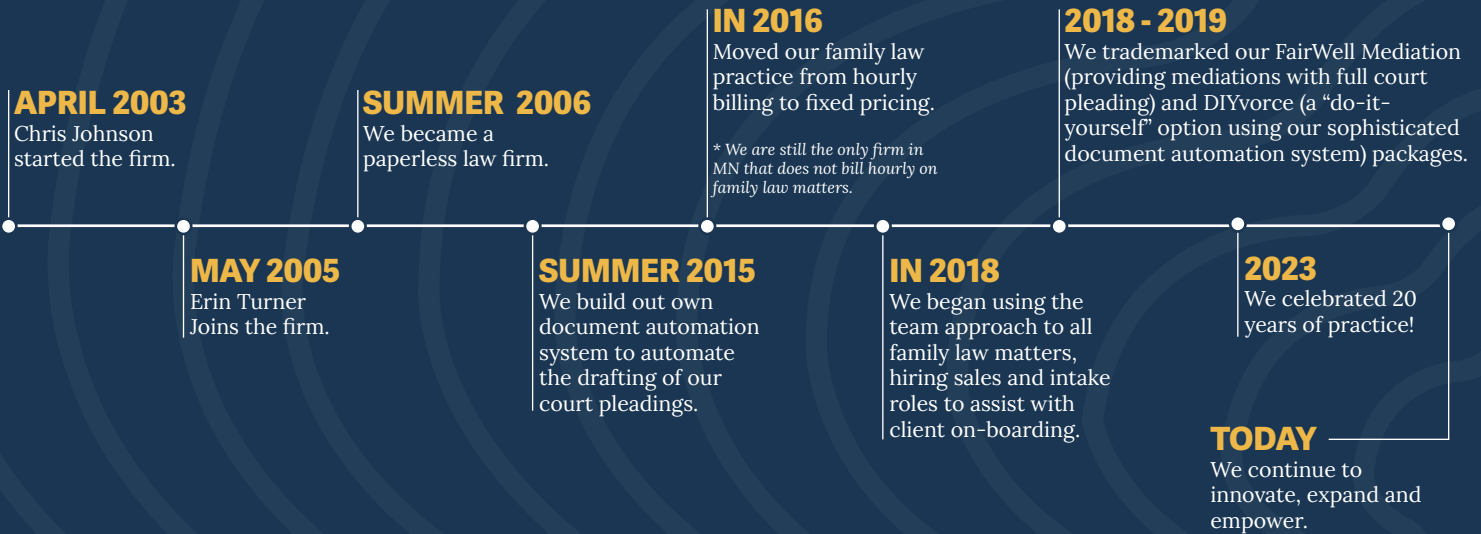 APRIL 2003
Chris Johnson
started the firm.
MAY 2005
Erin Turner
Joins the firm.
SUMMER 2006
We became a
paperless law firm.
SUMMER 2015
We build out own
document automation
system to automate
the drafting of our
court pleadings.
IN 2016
Moved our family law
practice from hourly
billing to fixed pricing.
* We are still the only firm in
MN that does not bill hourly on
family law matters.
IN 2018
We began using the
team approach to all
family law matters,
hiring sales and intake
roles to assist with
client on-boarding.
2018 - 2019
We trademarked our FairWell Mediation
(providing mediations with full court
pleading) and DIYvorce (a “do-it-
yourself” option using our sophisticated
document automation system) packages.
2023
We celebrated 20
years of practice!
TODAY
We continue to
innovate, expand and
empower.